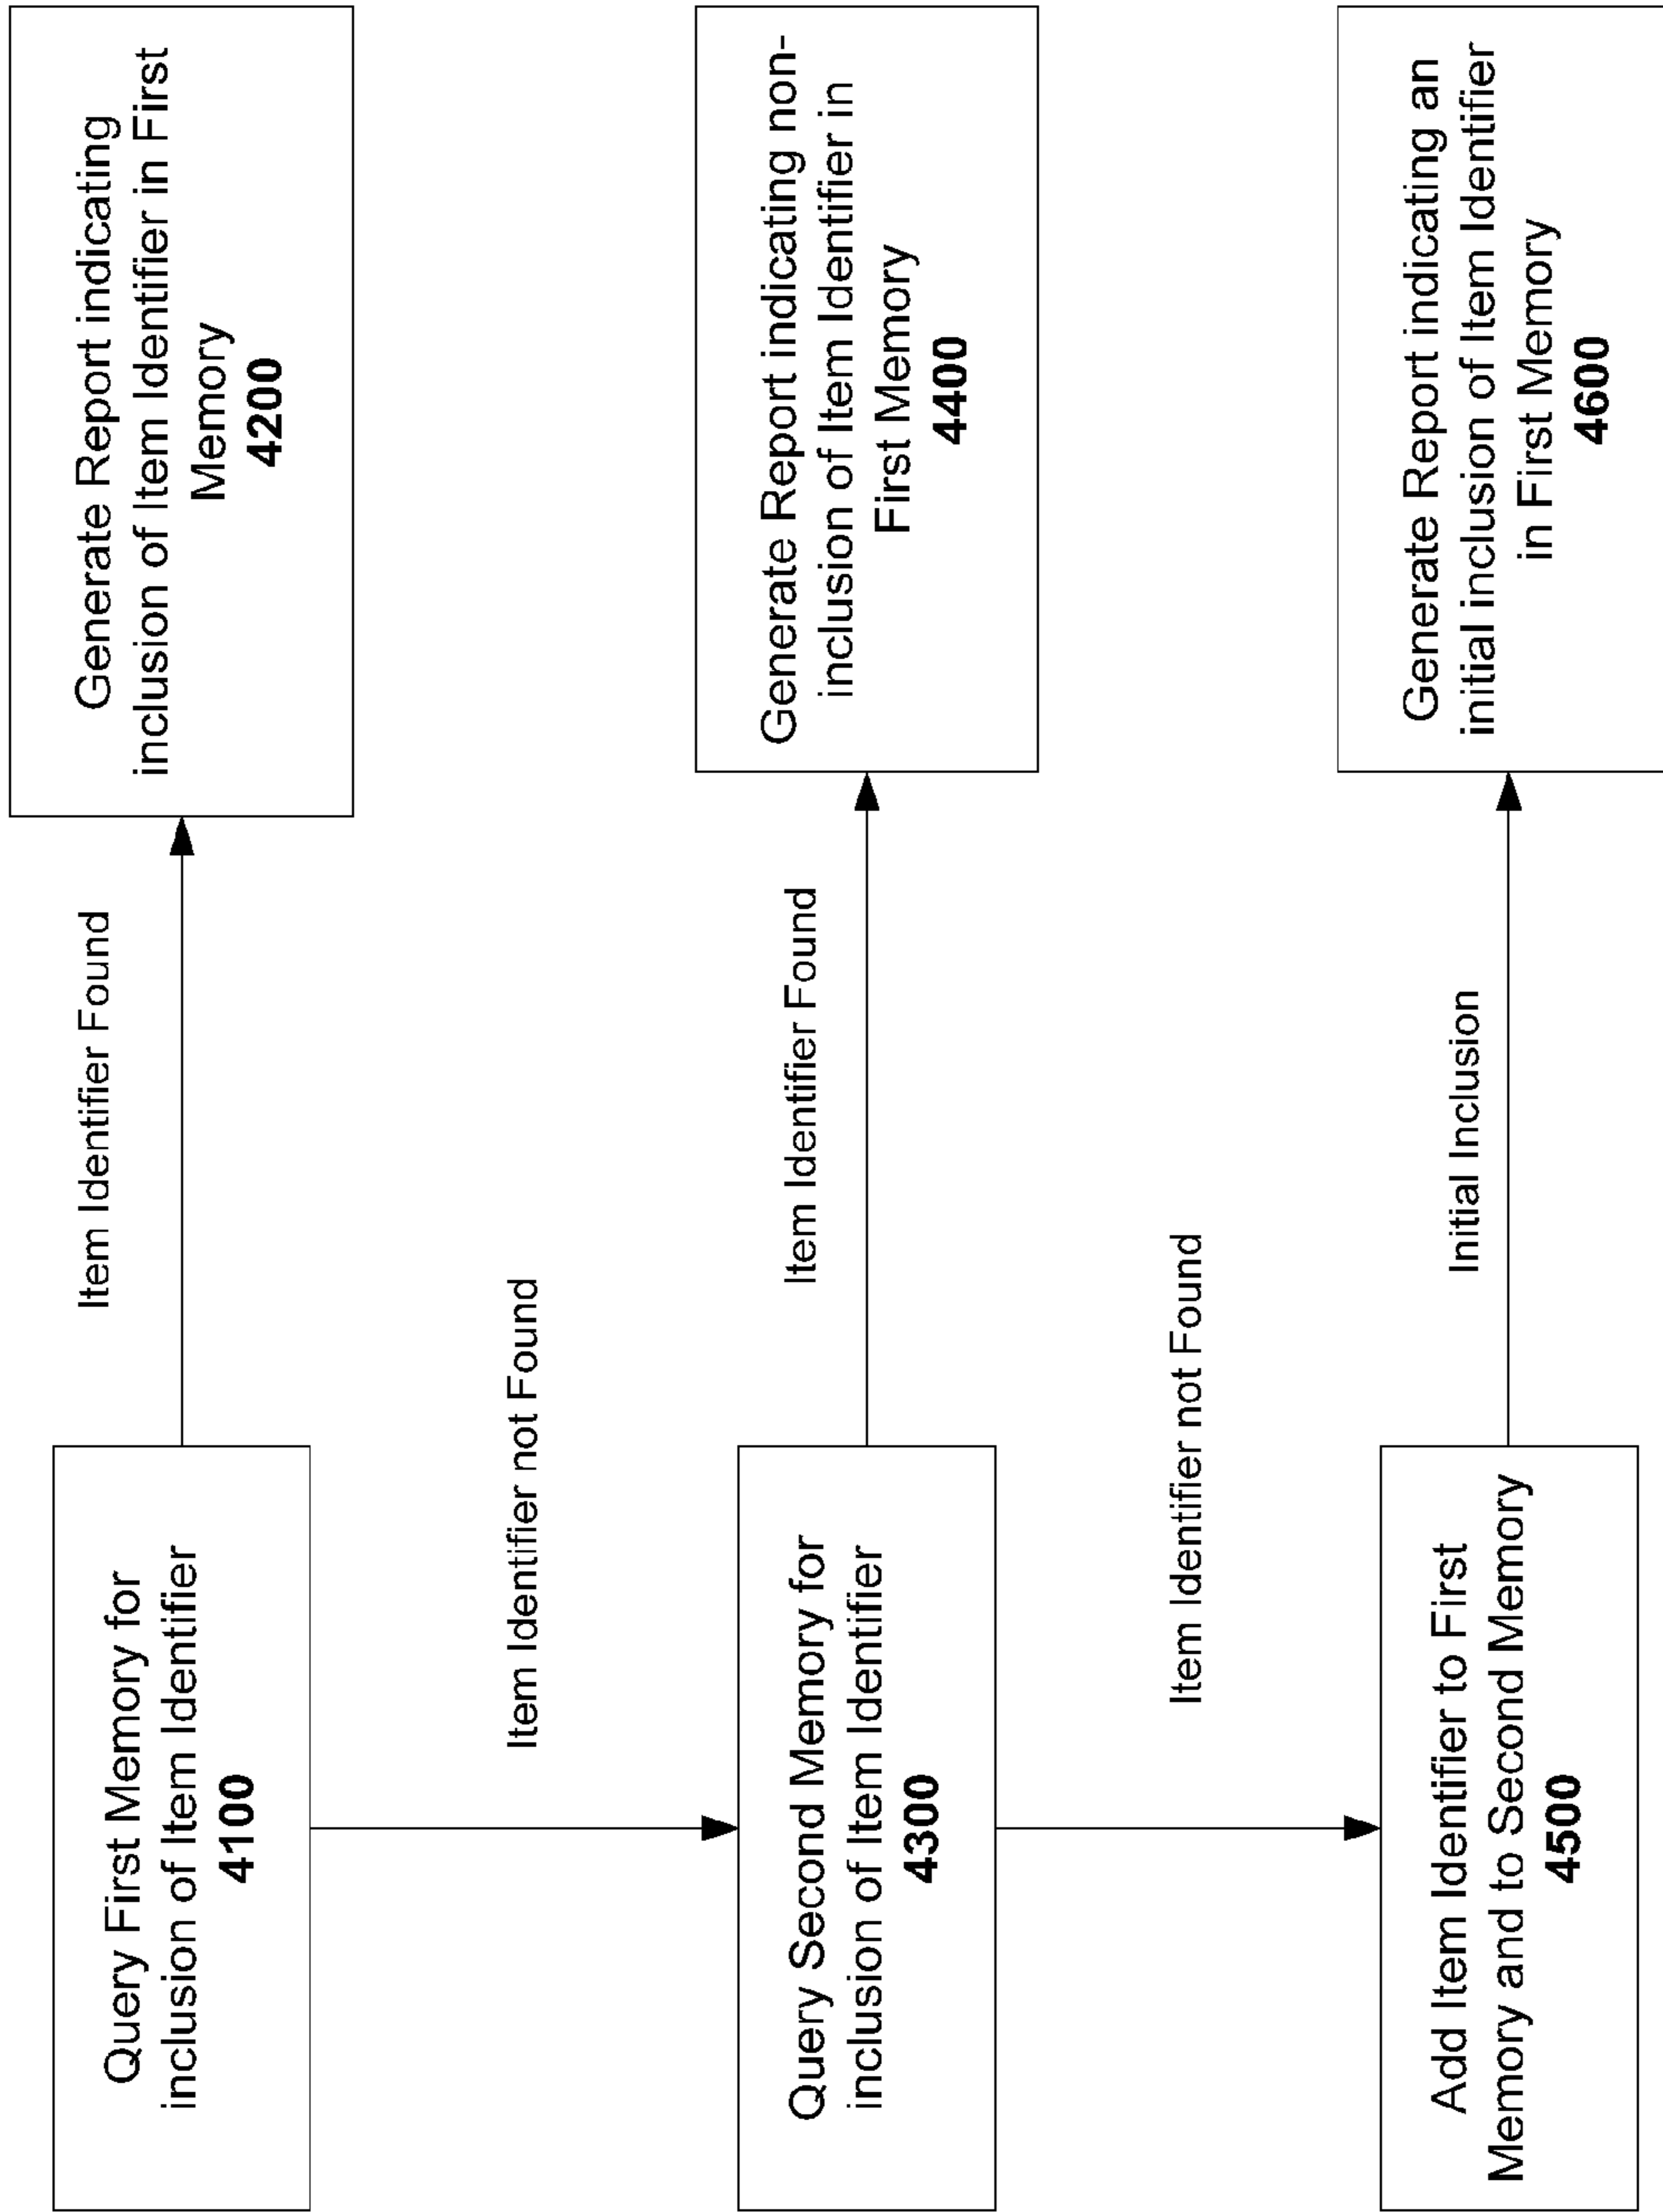 Query First Memory for
inclusion of Item Identifier
4100
Item Identifier Found
Generate Report indicating
inclusion of Item Identifier in First
Memory
4200
Item Identifier not Found
Query Second Memory for
inclusion of Item Identifier
4300
Item Identifier Found
Generate Report indicating non-
inclusion of Item Identifier in
First Memory
4400
Item Identifier not Found
Add Item Identifier to First
Memory and to Second Memory
4500
Initial Inclusion
Generate Report indicating an
initial inclusion of Item Identifier
in First Memory
4600